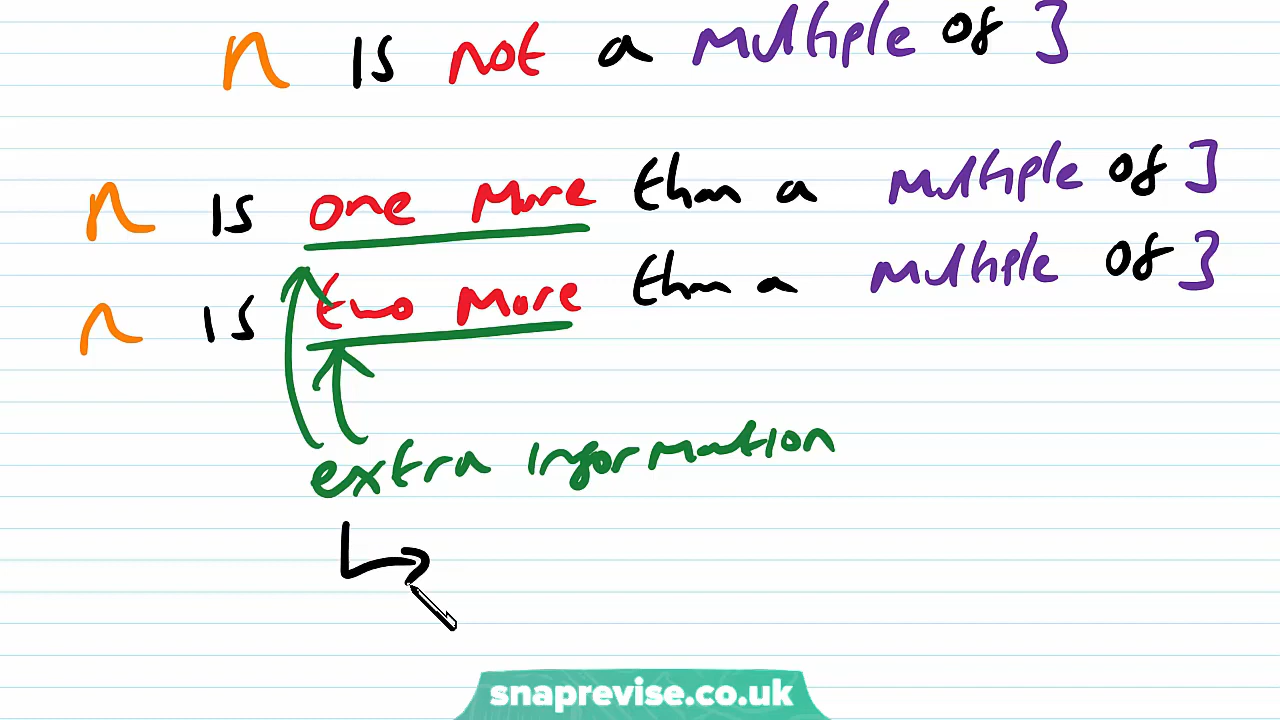 n is not a multiple of 3
n is one more than a multiple of 3
n is two more than a multiple of 3
extra information
snaprevise.co.uk